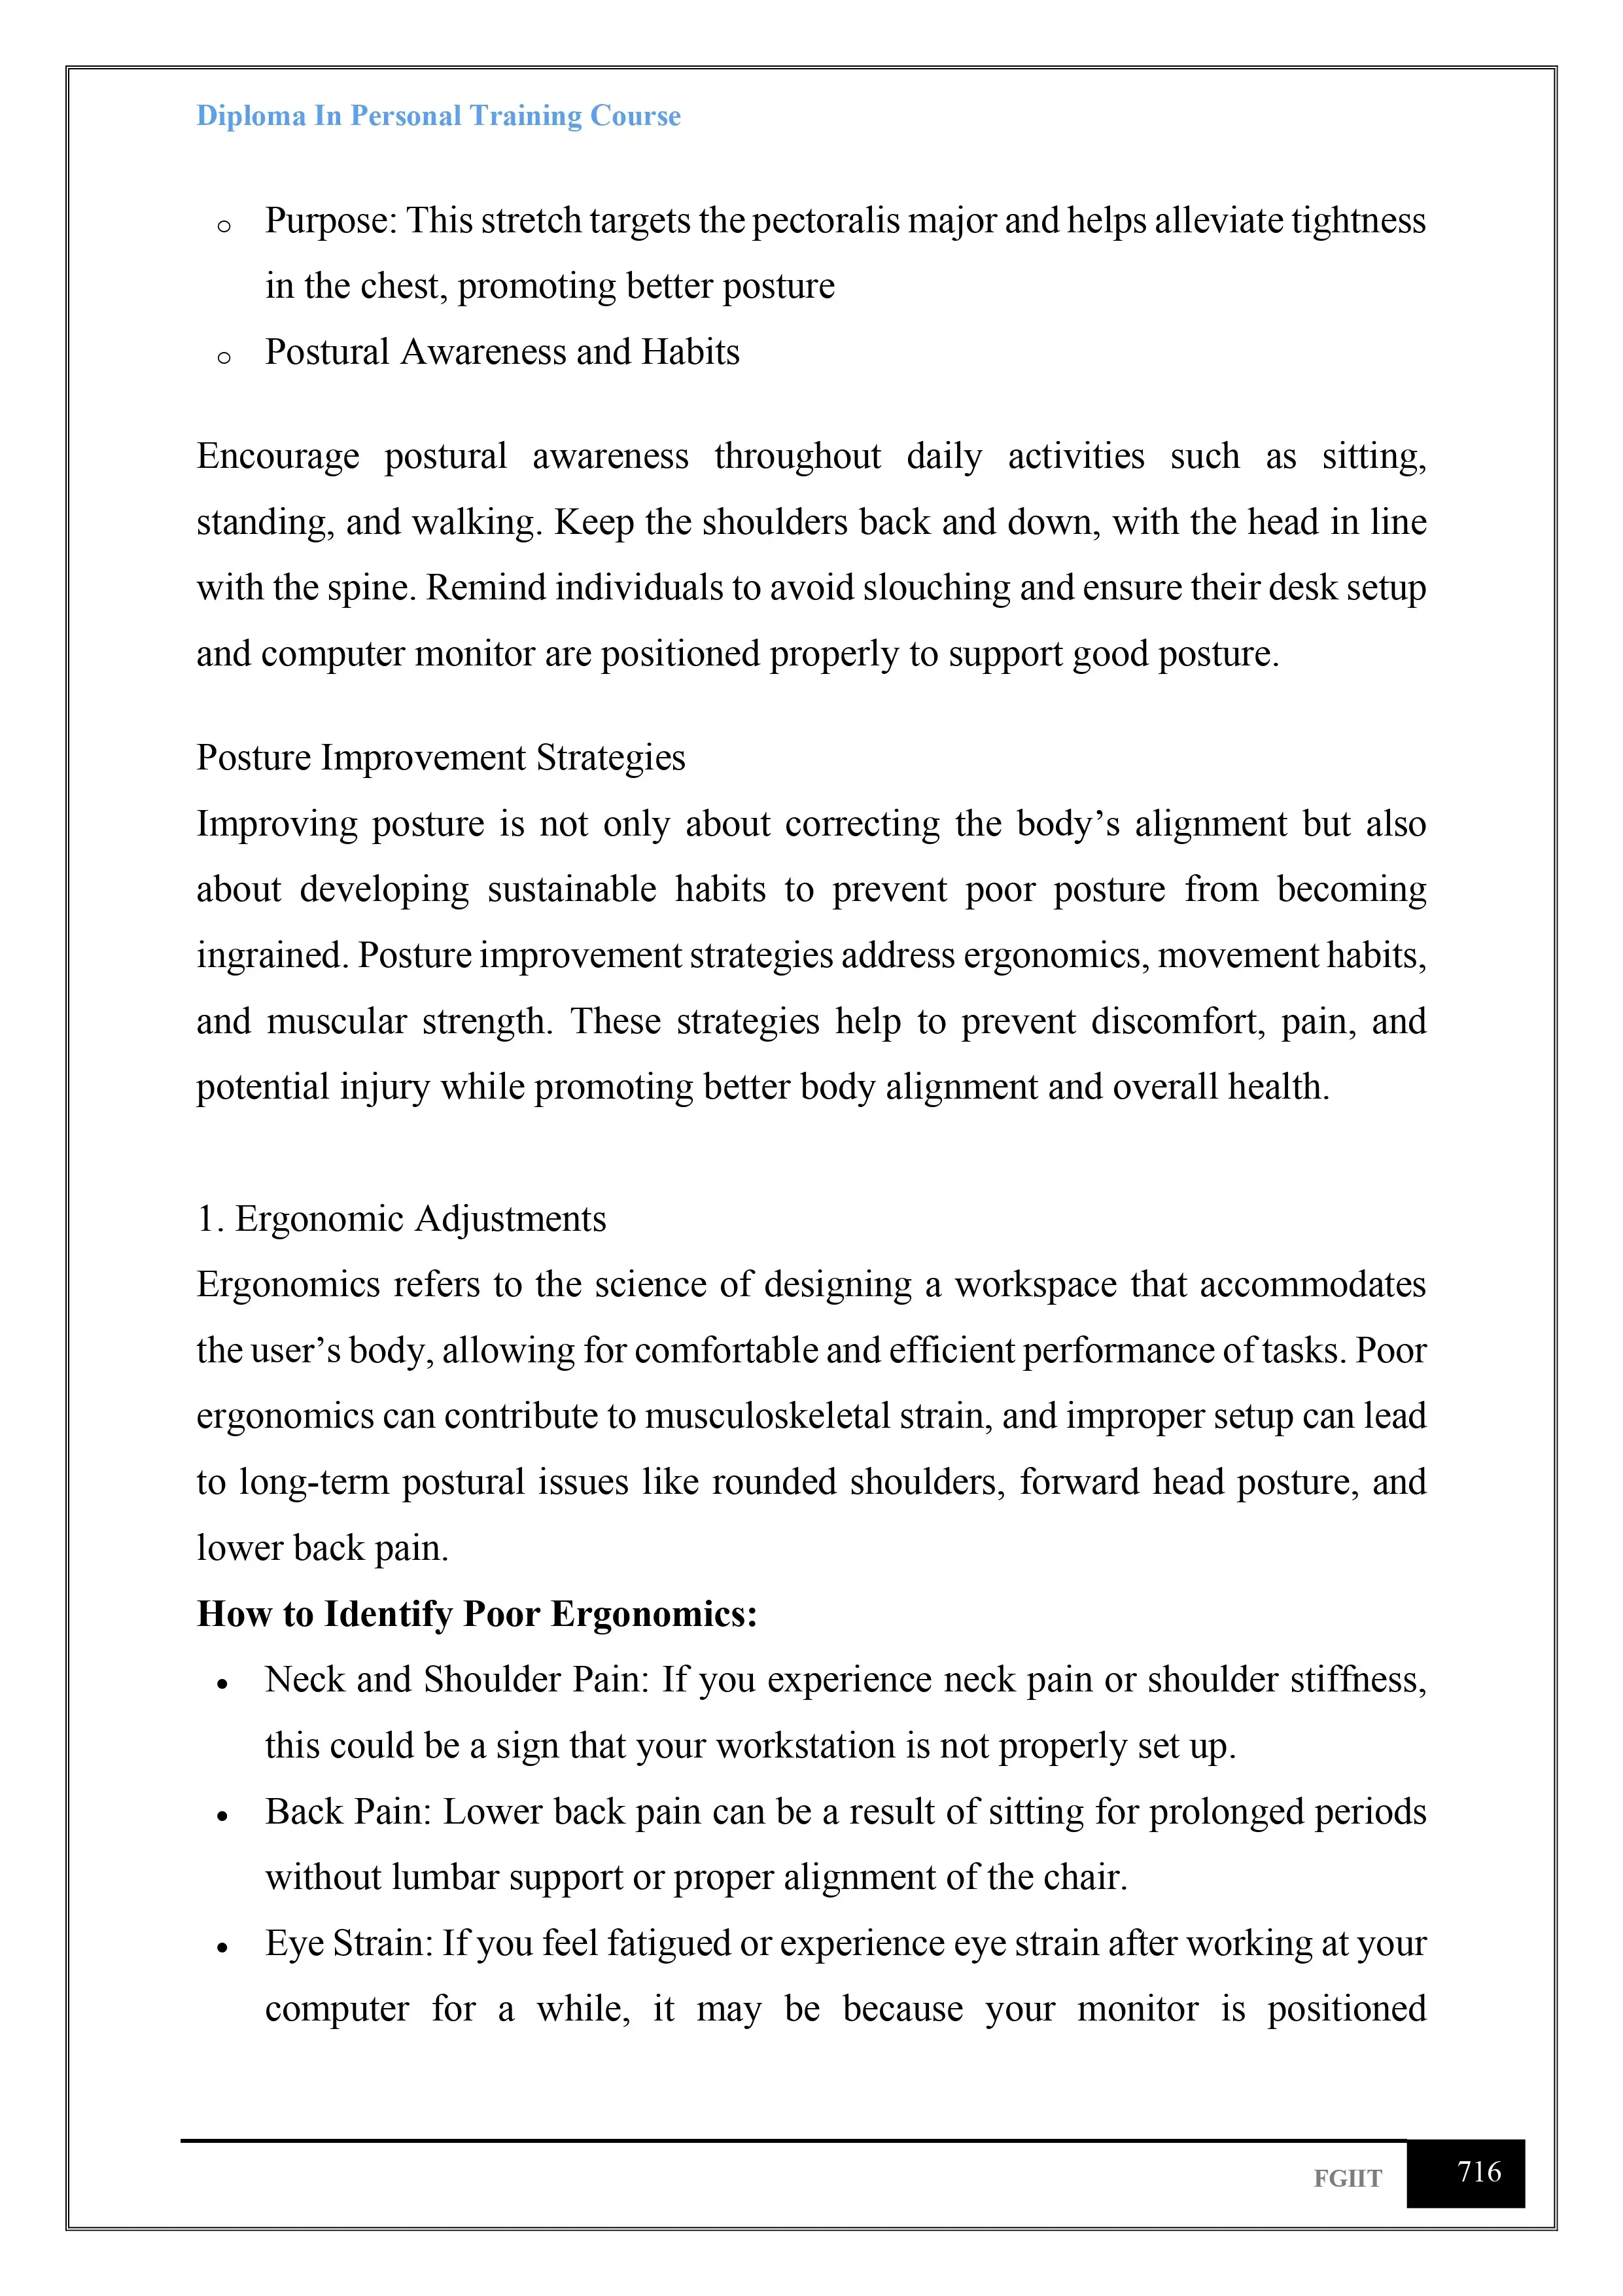 Diploma In Personal Training Course
○ Purpose: This stretch targets the pectoralis major and helps alleviate tightness
in the chest, promoting better posture
○ Postural Awareness and Habits
Encourage postural awareness throughout daily activities such as sitting,
standing, and walking. Keep the shoulders back and down, with the head in line
with the spine. Remind individuals to avoid slouching and ensure their desk setup
and computer monitor are positioned properly to support good posture.
Posture Improvement Strategies
Improving posture is not only about correcting the body’s alignment but also
about developing sustainable habits to prevent poor posture from becoming
ingrained. Posture improvement strategies address ergonomics, movement habits,
and muscular strength. These strategies help to prevent discomfort, pain, and
potential injury while promoting better body alignment and overall health.
1. Ergonomic Adjustments
Ergonomics refers to the science of designing a workspace that accommodates
the user’s body, allowing for comfortable and efficient performance of tasks. Poor
ergonomics can contribute to musculoskeletal strain, and improper setup can lead
to long-term postural issues like rounded shoulders, forward head posture, and
lower back pain.
How to Identify Poor Ergonomics:
• Neck and Shoulder Pain: If you experience neck pain or shoulder stiffness,
this could be a sign that your workstation is not properly set up.
• Back Pain: Lower back pain can be a result of sitting for prolonged periods
without lumbar support or proper alignment of the chair.
• Eye Strain: If you feel fatigued or experience eye strain after working at your
computer for a while, it may be because your monitor is positioned
FGIIT 716